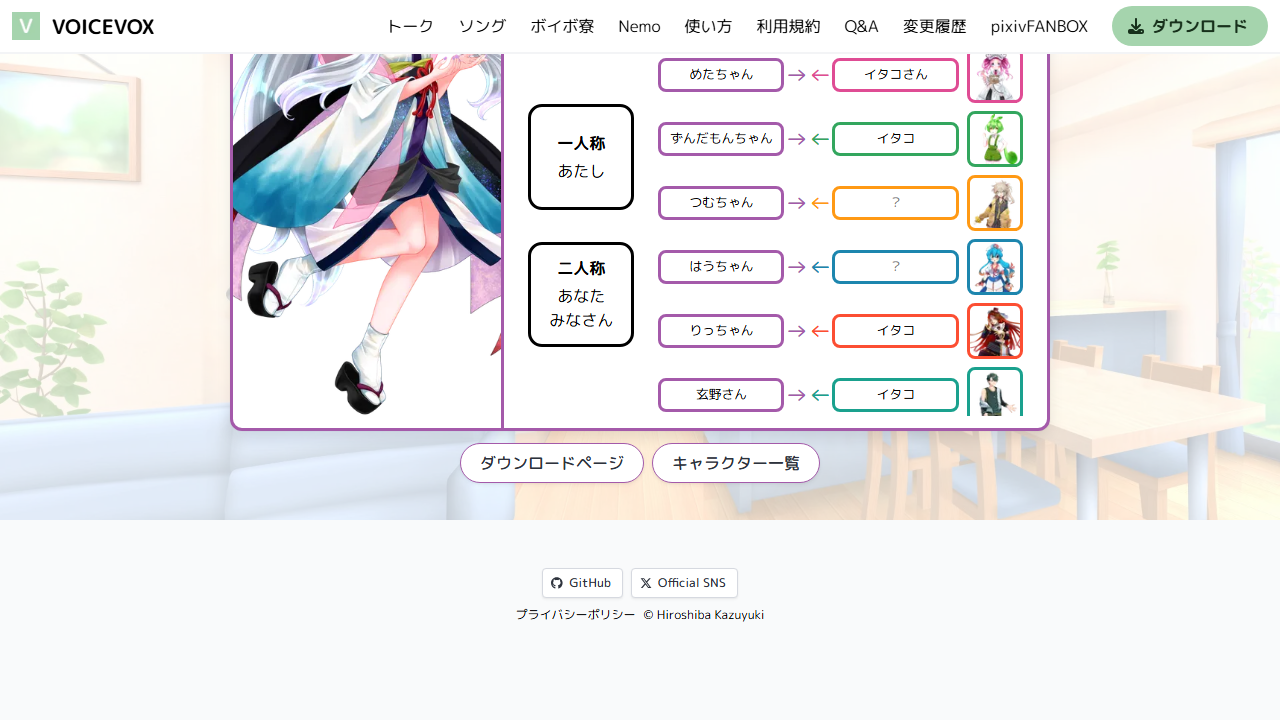 V VOICEVOX トーク ソング ボイボ寮 Nemo 使い方 利用規約 Q&A 変更履歴 pixivFANBOX ダウンロード
一人称
あたし
二人称
あなた
みなさん
めたちゃん → ← イタコさん
ずんだもんちゃん → ← イタコ
つむちゃん → ← ?
はうちゃん → ← ?
りっちゃん → ← イタコ
玄野さん → ← イタコ
ダウンロードページ キャラクター一覧
GitHub Official SNS
プライバシーポリシー © Hiroshiba Kazuyuki